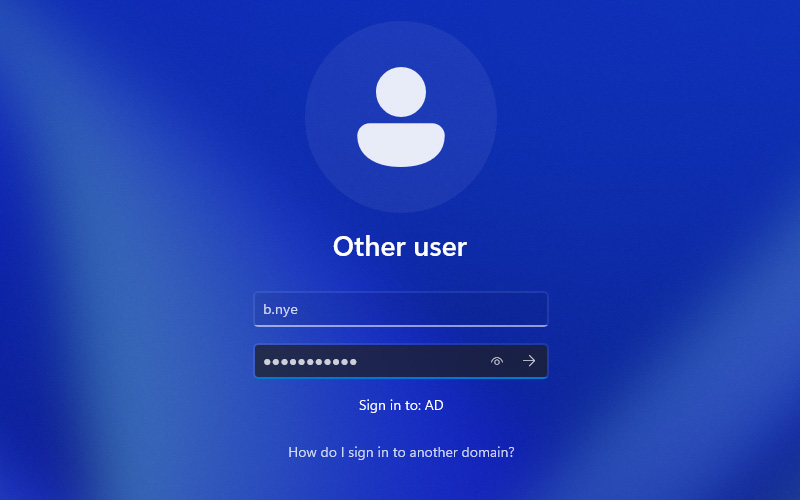 Other user
b.nye
●●●●●●●●●●●
Sign in to: AD
How do I sign in to another domain?